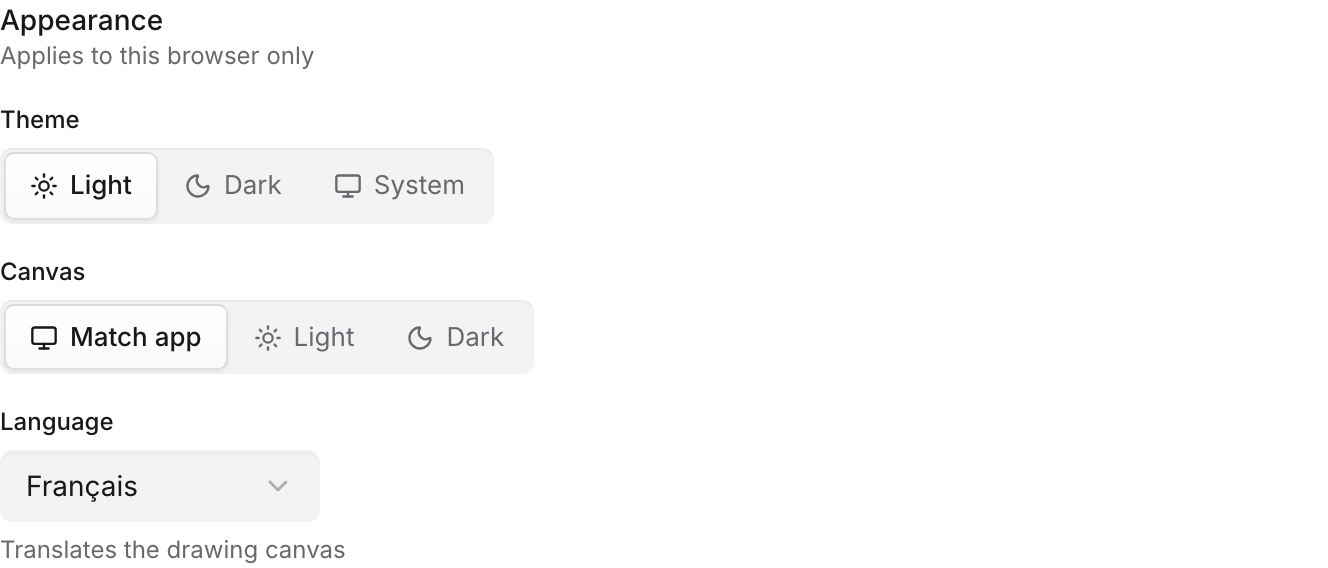 Appearance
Applies to this browser only
Theme
Light Dark System
Canvas
Match app Light Dark
Language
Français
Translates the drawing canvas